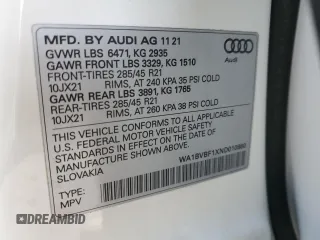 MFD. BY AUDI AG 11 21
GVWR LBS 6471, KG 2935
GAWR FRONT LBS 3329, KG 1510
FRONT-TIRES 285/45 R21
10JX21 RIMS, AT 240 KPA 35 PSI COLD
GAWR REAR LBS 3891, KG 1765
REAR-TIRES 285/45 R21
10JX21 RIMS, AT 260 KPA 38 PSI COLD
THIS VEHICLE CONFORMS TO ALL APPLICABLE
U.S. FEDERAL MOTOR VEHICLE SAFETY
STANDARDS IN EFFECT ON THE DATE OF
MANUFACTURE SHOWN ABOVE
SLOVAKIA
TYPE:
MPV
Audi
DREAMBID